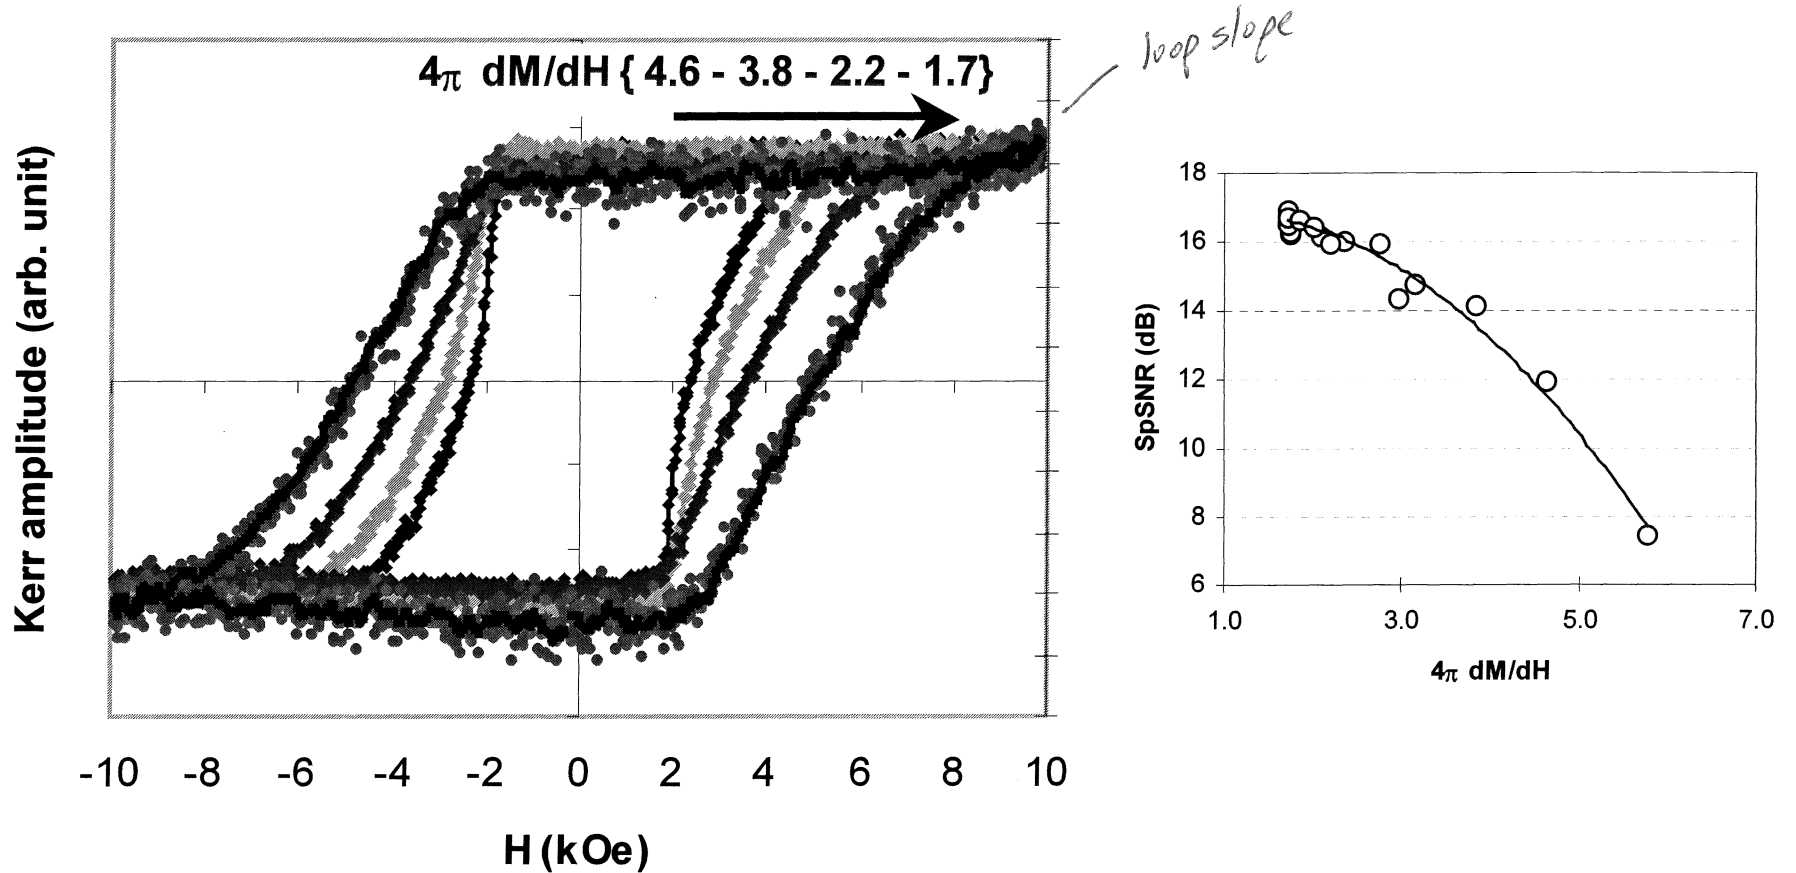 loop slope
4π dM/dH { 4.6 - 3.8 - 2.2 - 1.7}
Kerr amplitude (arb. unit)
-10 -8 -6 -4 -2 0 2 4 6 8 10
H (kOe)
18
16
14
12
10
8
6
SpSNR (dB)
1.0 3.0 5.0 7.0
4π dM/dH